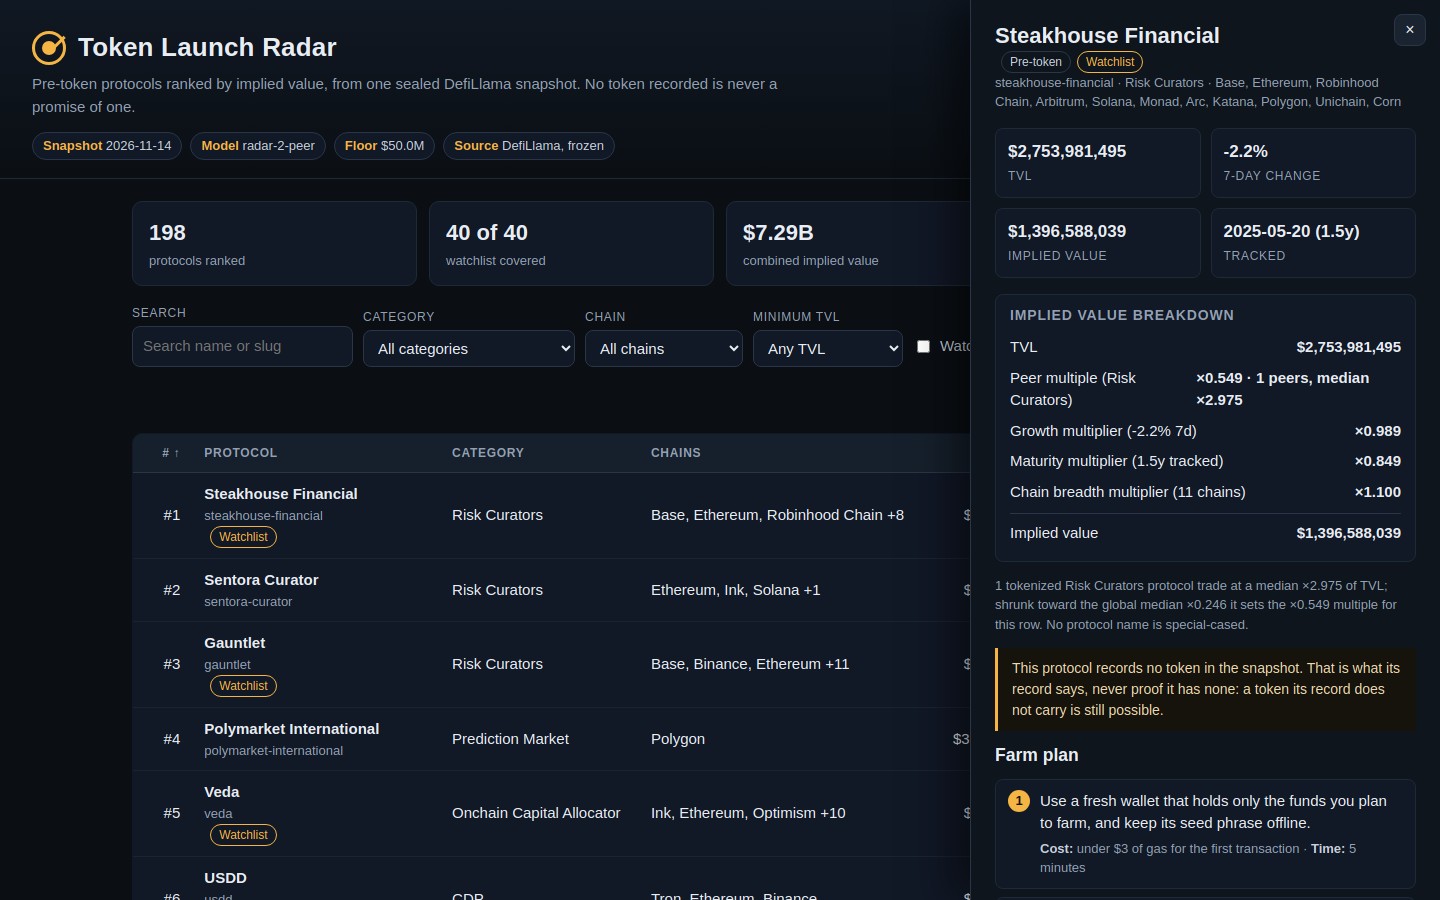 Token Launch Radar
Pre-token protocols ranked by implied value, from one sealed DefiLlama snapshot. No token recorded is never a
promise of one.
Snapshot 2026-11-14
Model radar-2-peer
Floor $50.0M
Source DefiLlama, frozen
198
protocols ranked
40 of 40
watchlist covered
$7.29B
combined implied value
SEARCH
Search name or slug
CATEGORY
All categories
CHAIN
All chains
MINIMUM TVL
Any TVL
# ↑ PROTOCOL CATEGORY CHAINS
#1 Steakhouse Financial Risk Curators Base, Ethereum, Robinhood Chain +8
steakhouse-financial
Watchlist
#2 Sentora Curator Risk Curators Ethereum, Ink, Solana +1
sentora-curator
#3 Gauntlet Risk Curators Base, Binance, Ethereum +11
gauntlet
Watchlist
#4 Polymarket International Prediction Market Polygon
polymarket-international
#5 Veda Onchain Capital Allocator Ink, Ethereum, Optimism +10
veda
Watchlist
#6 USDD CDP Tron, Ethereum, Binance
usdd
Steakhouse Financial
×
Pre-token Watchlist
steakhouse-financial · Risk Curators · Base, Ethereum, Robinhood
Chain, Arbitrum, Solana, Monad, Arc, Katana, Polygon, Unichain, Corn
$2,753,981,495
TVL
-2.2%
7-DAY CHANGE
$1,396,588,039
IMPLIED VALUE
2025-05-20 (1.5y)
TRACKED
IMPLIED VALUE BREAKDOWN
TVL $2,753,981,495
Peer multiple (Risk Curators) ×0.549 · 1 peers, median ×2.975
Growth multiplier (-2.2% 7d) ×0.989
Maturity multiplier (1.5y tracked) ×0.849
Chain breadth multiplier (11 chains) ×1.100
Implied value $1,396,588,039
1 tokenized Risk Curators protocol trade at a median ×2.975 of TVL;
shrunk toward the global median ×0.246 it sets the ×0.549 multiple for
this row. No protocol name is special-cased.
This protocol records no token in the snapshot. That is what its
record says, never proof it has none: a token its record does
not carry is still possible.
Farm plan
1 Use a fresh wallet that holds only the funds you plan
to farm, and keep its seed phrase offline.
Cost: under $3 of gas for the first transaction · Time: 5
minutes